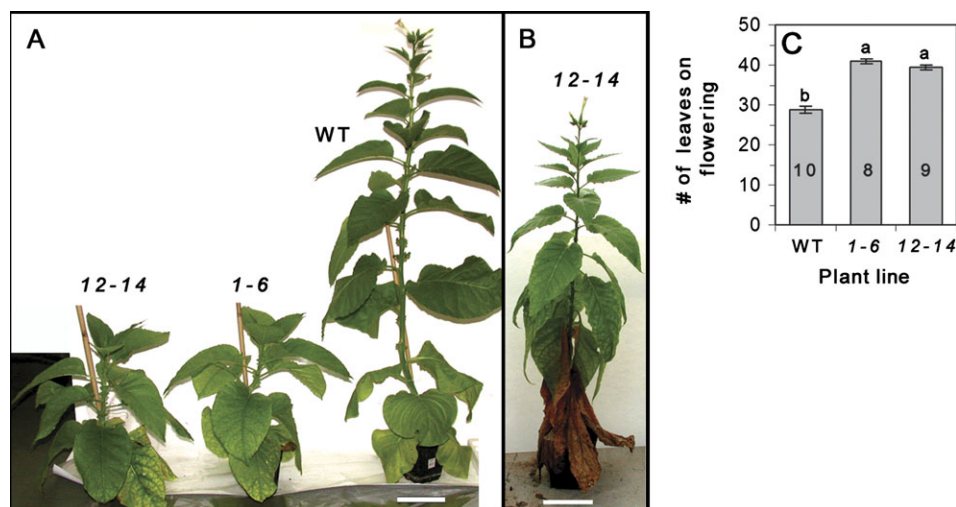 A
12-14
1-6
WT
B
12-14
C
# of leaves on
flowering
50
40
30
20
10
0
b
a
a
10
8
9
WT
1-6
12-14
Plant line